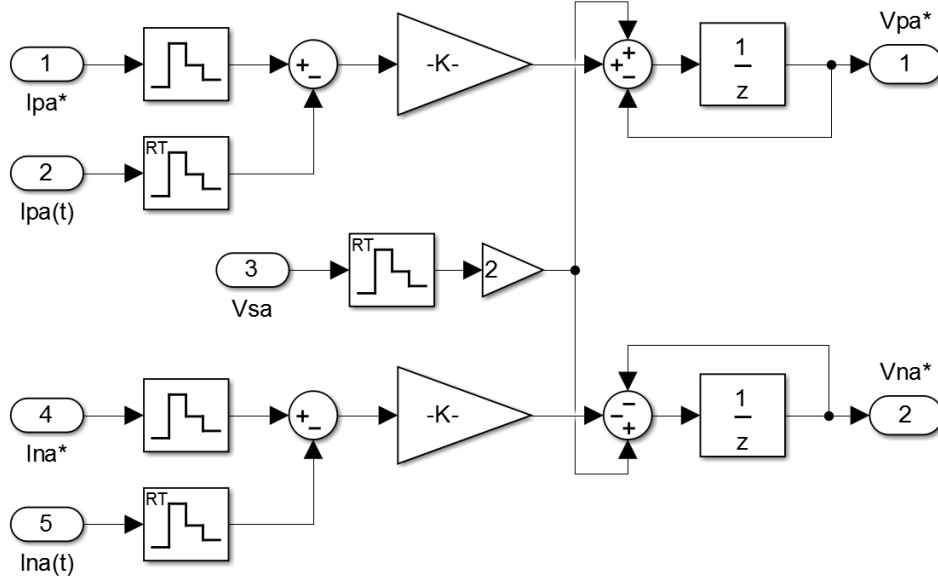 Vpa*
1
-K-
+
+
-
1
z
1
Ipa*
+
-
2
RT
Ipa(t)
3
RT
2
Vsa
Vna*
4
+
-
-K-
-
-
+
1
z
2
Ina*
5
RT
Ina(t)